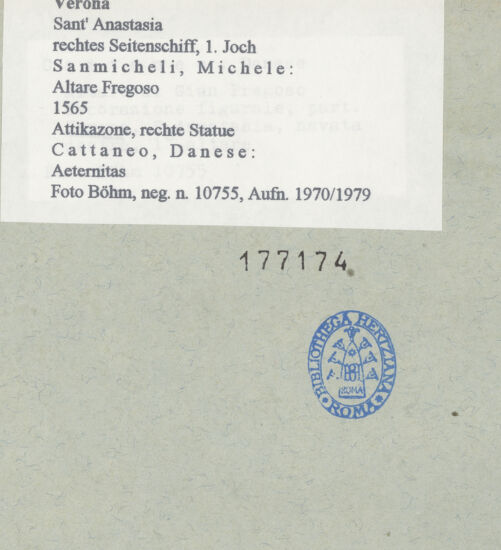 Verona
Sant' Anastasia
rechtes Seitenschiff, 1. Joch
Sanmicheli, Michele:
Altare Fregoso
1565
Attikazone, rechte Statue
Cattaneo, Danese:
Aeternitas
Foto Böhm, neg. n. 10755, Aufn. 1970/1979
177174
BIBLIOTHECA HERTZIANA
ROMA
• ROMA •